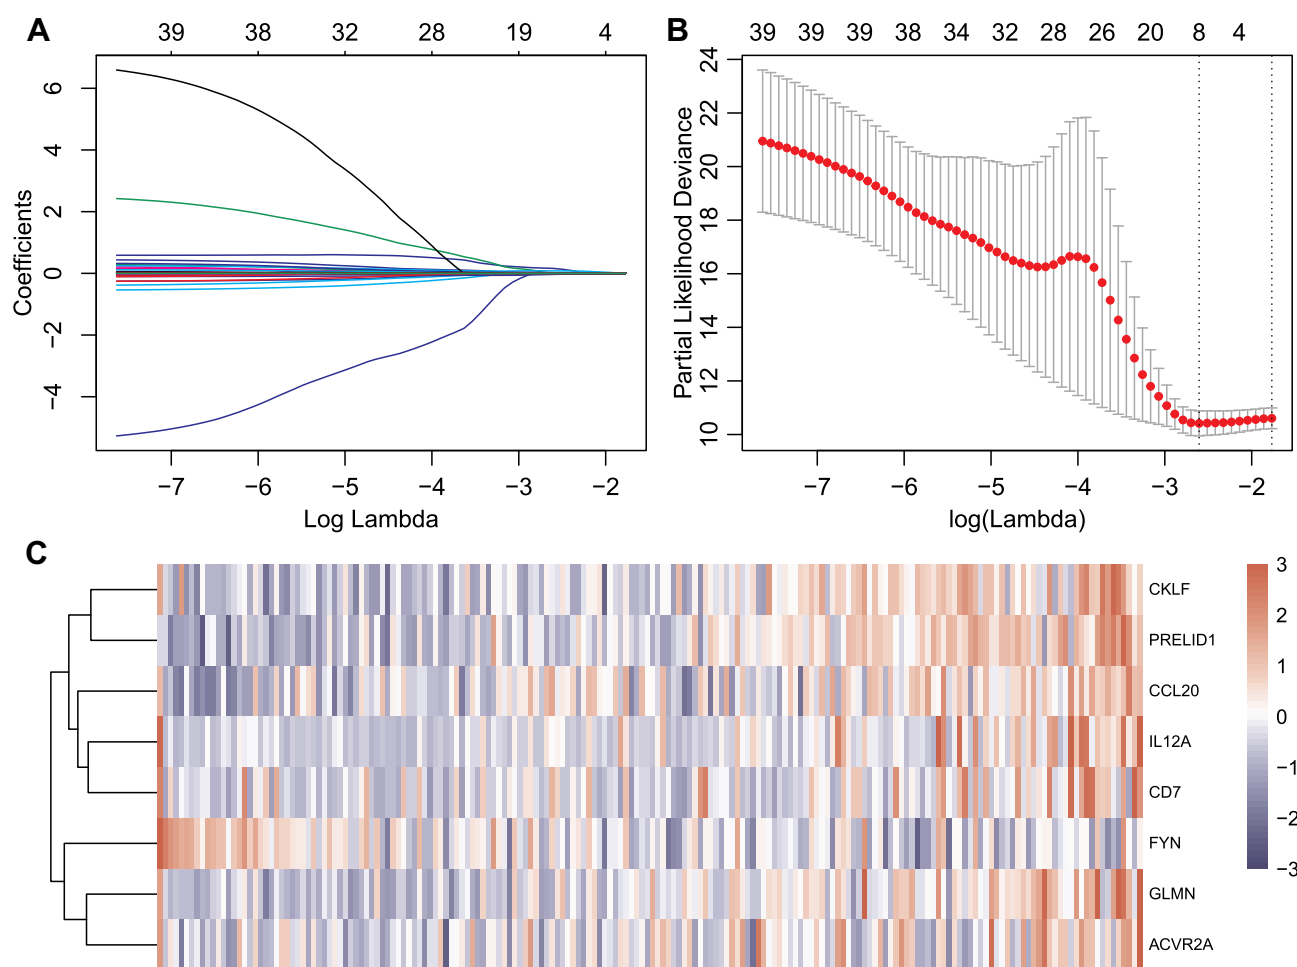 A
39 38 32 28 19 4
6
4
2
0
−2
−4
Coefficients
−7 −6 −5 −4 −3 −2
Log Lambda
B
39 39 39 38 34 32 28 26 20 8 4
24
22
20
18
16
14
12
10
Partial Likelihood Deviance
−7 −6 −5 −4 −3 −2
log(Lambda)
C
CKLF
PRELID1
CCL20
IL12A
CD7
FYN
GLMN
ACVR2A
3
2
1
0
−1
−2
−3